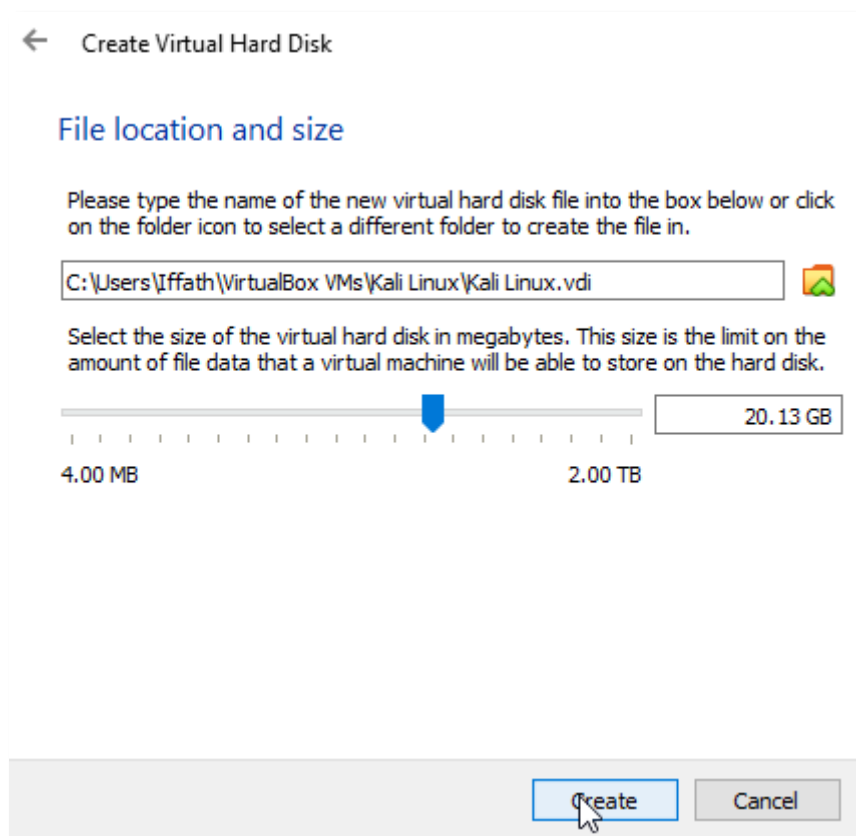 Create Virtual Hard Disk
File location and size
Please type the name of the new virtual hard disk file into the box below or click
on the folder icon to select a different folder to create the file in.
C:\Users\Iffath\VirtualBox VMs\Kali Linux\Kali Linux.vdi
Select the size of the virtual hard disk in megabytes. This size is the limit on the
amount of file data that a virtual machine will be able to store on the hard disk.
20.13 GB
4.00 MB 2.00 TB
Create Cancel